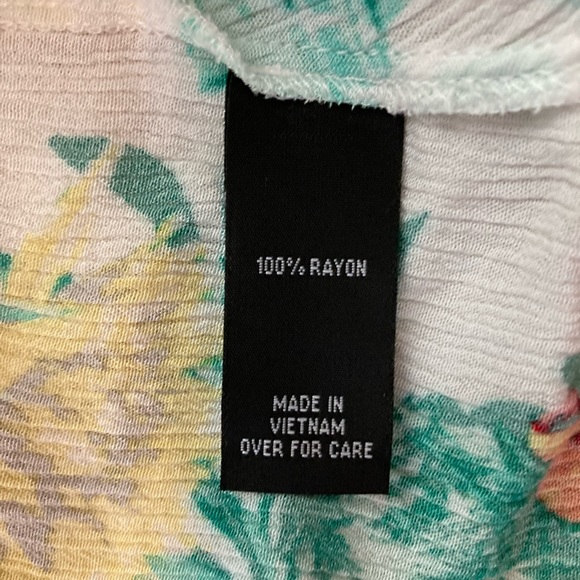 100% RAYON
MADE IN
VIETNAM
OVER FOR CARE